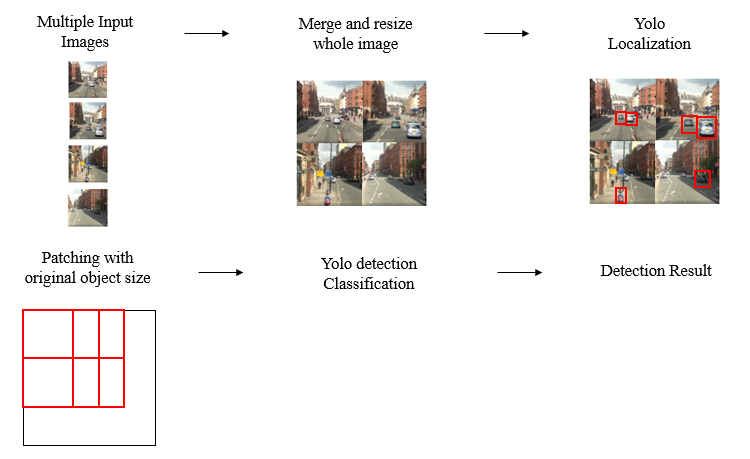 Multiple Input
Images
Merge and resize
whole image
Yolo
Localization
Patching with
original object size
Yolo detection
Classification
Detection Result